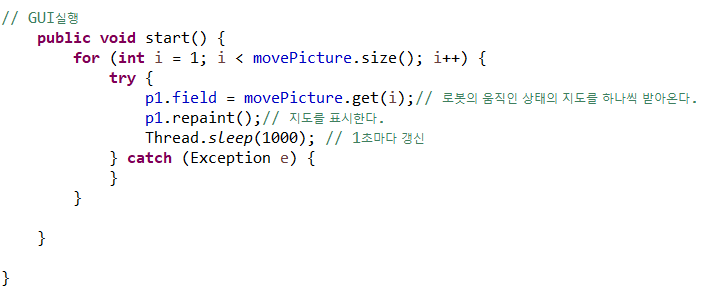 // GUI실행
public void start() {
for (int i = 1; i < movePicture.size(); i++) {
try {
p1.field = movePicture.get(i);// 로봇의 움직인 상태의 지도를 하나씩 받아온다.
p1.repaint();// 지도를 표시한다.
Thread.sleep(1000); // 1초마다 갱신
} catch (Exception e) {
}
}
}
}